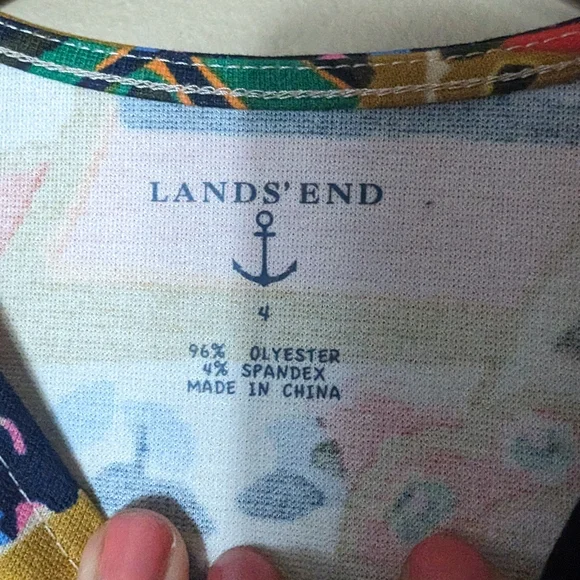 LANDS' END
4
96% OLYESTER
4% SPANDEX
MADE IN CHINA